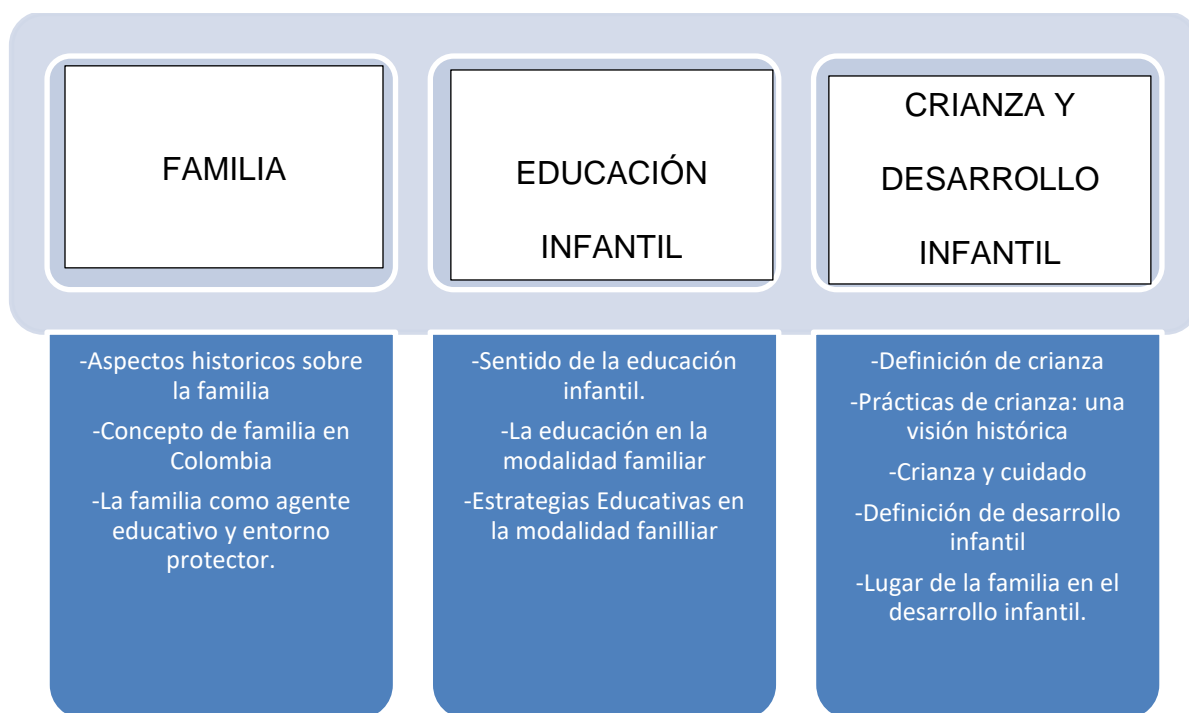 FAMILIA
EDUCACIÓN
INFANTIL
CRIANZA Y
DESARROLLO
INFANTIL
-Aspectos historicos sobre
la familia
-Concepto de familia en
Colombia
-La familia como agente
educativo y entorno
protector.
-Sentido de la educación
infantil.
-La educación en la
modalidad familiar
-Estrategias Educativas en
la modalidad fanilliar
-Definición de crianza
-Prácticas de crianza: una
visión histórica
-Crianza y cuidado
-Definición de desarrollo
infantil
-Lugar de la familia en el
desarrollo infantil.